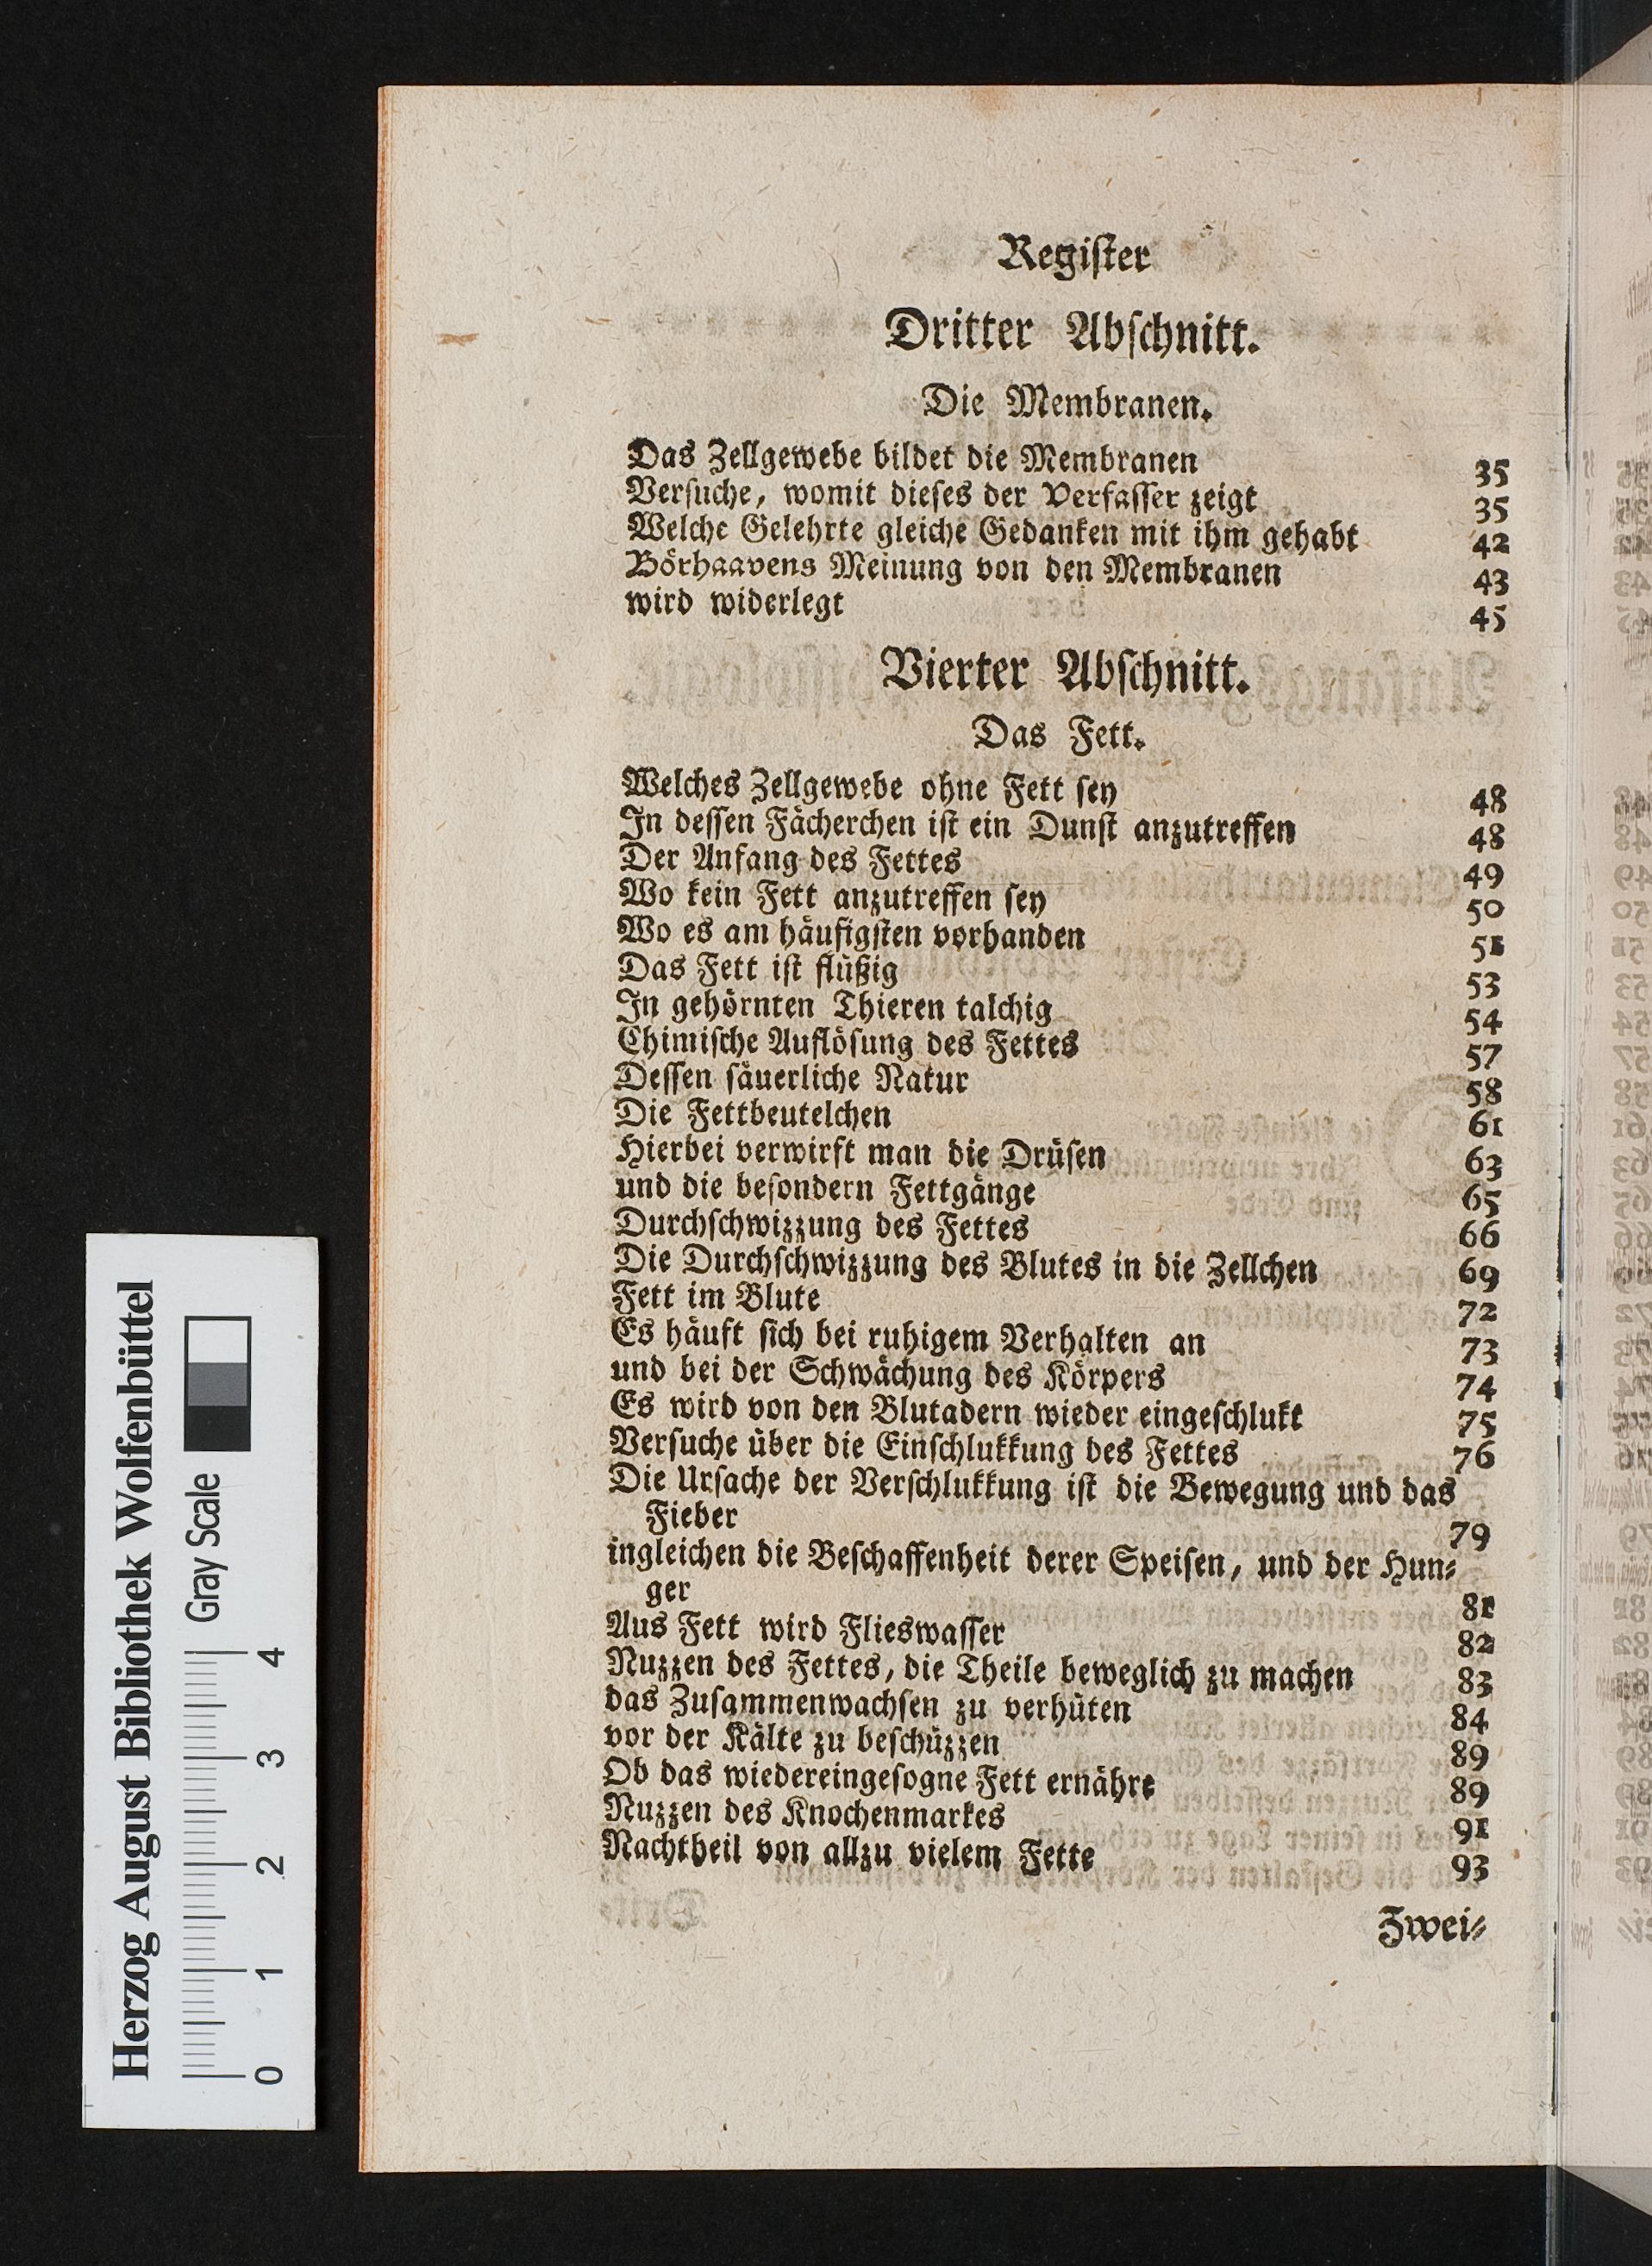 Register
Dritter Abschnitt.
Die Membranen.
Das Zellgewebe bildet die Membranen 35
Versuche, womit dieses der Verfasser zeigt 35
Welche Gelehrte gleiche Gedanken mit ihm gehabt 42
Börhaavens Meinung von den Membranen 43
wird widerlegt 45
Vierter Abschnitt.
Das Fett.
Welches Zellgewebe ohne Fett sey 48
In dessen Fächerchen ist ein Dunst anzutreffen 48
Der Anfang des Fettes 49
Wo kein Fett anzutreffen sey 50
Wo es am häufigsten vorhanden 51
Das Fett ist flüßig 53
In gehörnten Thieren talchig 54
Chimische Auflösung des Fettes 57
Dessen säuerliche Natur 58
Die Fettbeutelchen 61
Hierbei verwirft man die Drüsen 63
und die besondern Fettgänge 65
Durchschwizzung des Fettes 66
Die Durchschwizzung des Blutes in die Zellchen 69
Fett im Blute 72
Es häuft sich bei ruhigem Verhalten an 73
und bei der Schwächung des Körpers 74
Es wird von den Blutadern wieder eingeschlukt 75
Versuche über die Einschlukkung des Fettes 76
Die Ursache der Verschlukkung ist die Bewegung und das
Fieber 79
ingleichen die Beschaffenheit derer Speisen, und der Hun-
ger 81
Aus Fett wird Flieswasser 82
Nuzzen des Fettes, die Theile beweglich zu machen 83
das Zusammenwachsen zu verhüten 84
vor der Kälte zu beschüzzen 89
Ob das wiedereingesogne Fett ernähre 89
Nuzzen des Knochenmarkes 91
Nachtheil von allzu vielem Fette 93
Zwei-
Herzog August Bibliothek Wolfenbüttel
Gray Scale
0 1 2 3 4